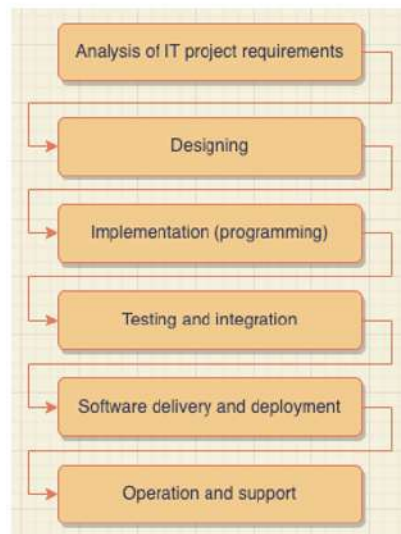 Analysis of IT project requirements
Designing
Implementation (programming)
Testing and integration
Software delivery and deployment
Operation and support